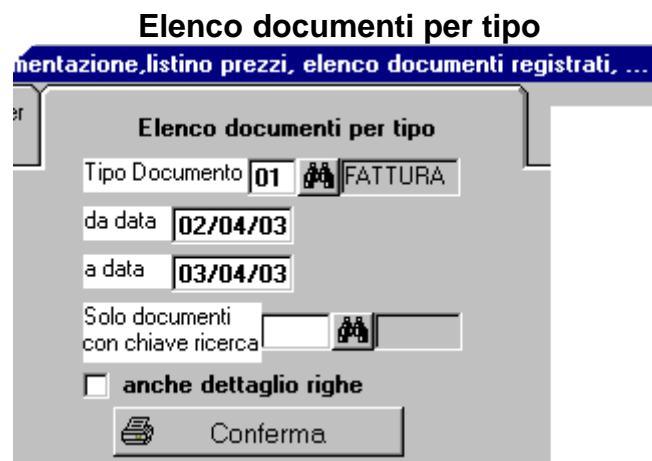 Elenco documenti per tipo
mentazione,listino prezzi, elenco documenti registrati, ...
er
Elenco documenti per tipo
Tipo Documento 01 FATTURA
da data 02/04/03
a data 03/04/03
Solo documenti
con chiave ricerca
anche dettaglio righe
Conferma